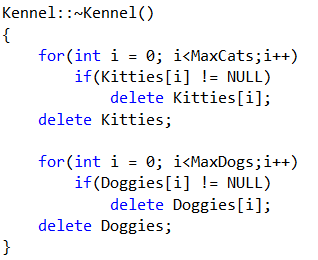 Kennel::~Kennel()
{
    for(int i = 0; i<MaxCats;i++)
        if(Kitties[i] != NULL)
            delete Kitties[i];
    delete Kitties;

    for(int i = 0; i<MaxDogs;i++)
        if(Doggies[i] != NULL)
            delete Doggies[i];
    delete Doggies;
}